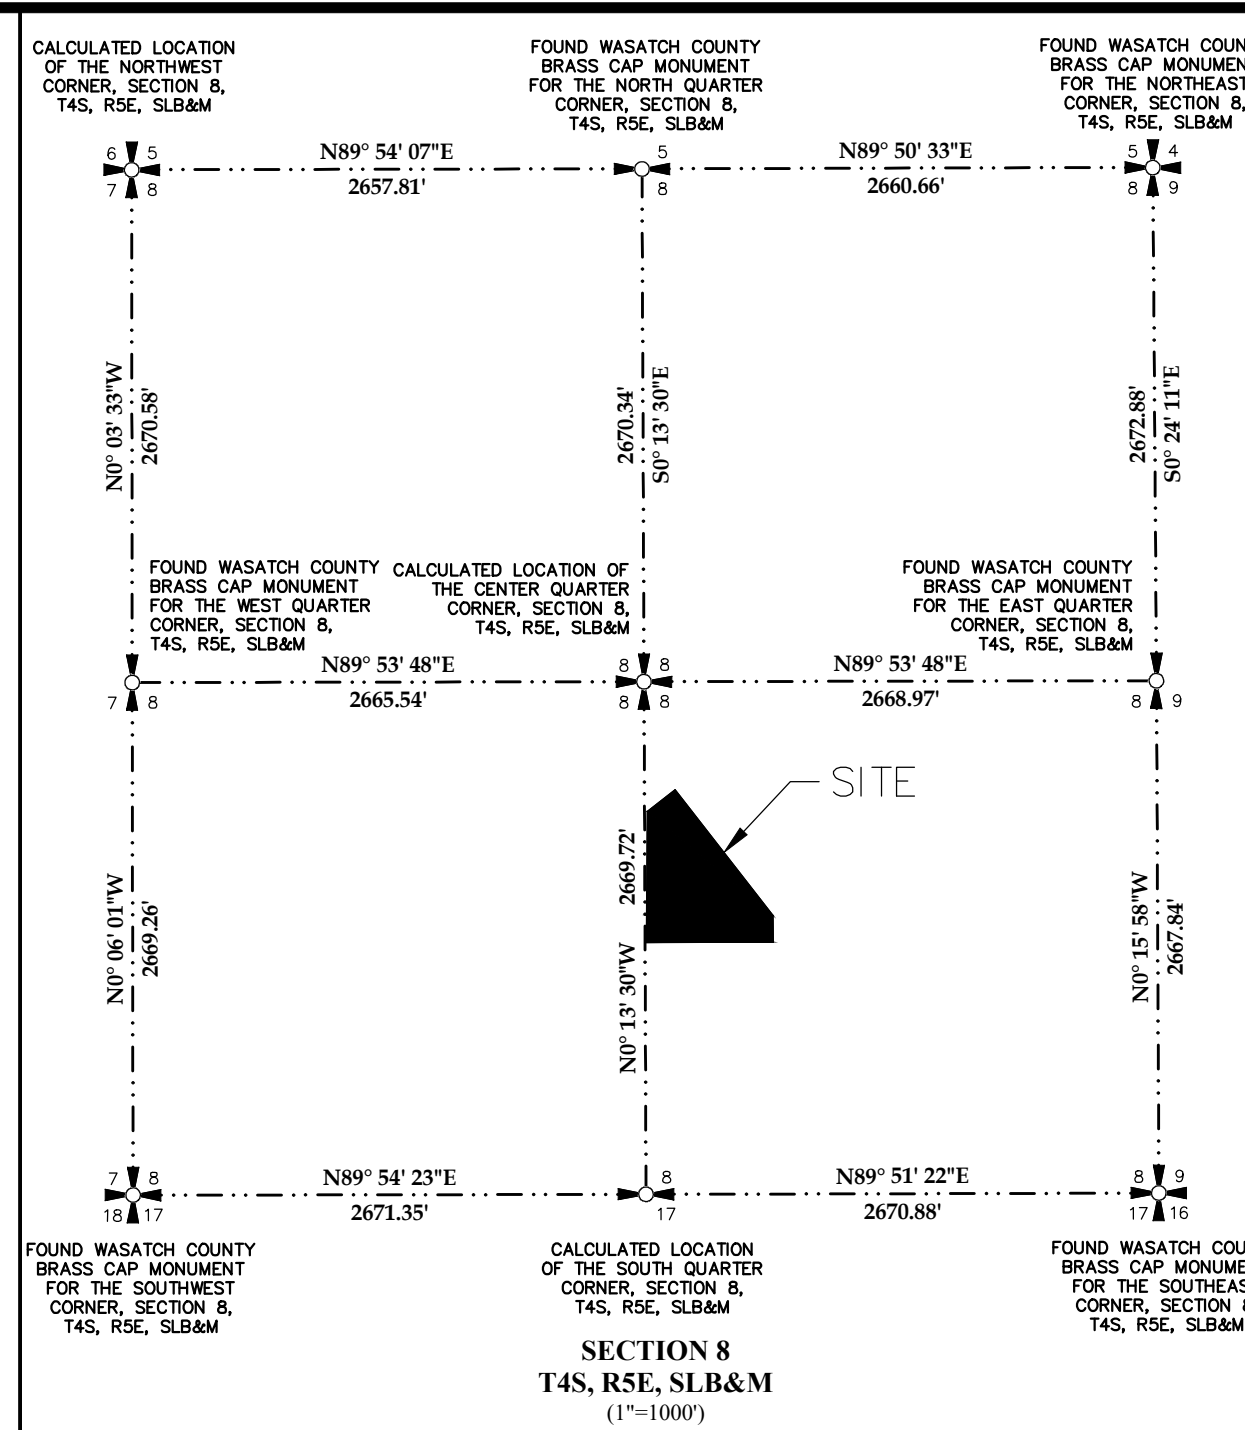 CALCULATED LOCATION
OF THE NORTHWEST
CORNER, SECTION 8,
T4S, R5E, SLB&M
FOUND WASATCH COUNTY
BRASS CAP MONUMENT
FOR THE NORTH QUARTER
CORNER, SECTION 8,
T4S, R5E, SLB&M
FOUND WASATCH COUN
BRASS CAP MONUMEN
FOR THE NORTHEAST
CORNER, SECTION 8,
T4S, R5E, SLB&M
6 5
7 8
N89° 54' 07"E
2657.81'
5
8
N89° 50' 33"E
2660.66'
5 4
8 9
N0° 03' 33"W
2670.58'
2670.34'
S0° 13' 30"E
2672.88'
S0° 24' 11"E
FOUND WASATCH COUNTY
BRASS CAP MONUMENT
FOR THE WEST QUARTER
CORNER, SECTION 8,
T4S, R5E, SLB&M
CALCULATED LOCATION OF
THE CENTER QUARTER
CORNER, SECTION 8,
T4S, R5E, SLB&M
FOUND WASATCH COUNTY
BRASS CAP MONUMENT
FOR THE EAST QUARTER
CORNER, SECTION 8,
T4S, R5E, SLB&M
7 8
N89° 53' 48"E
2665.54'
8 8
8 8
N89° 53' 48"E
2668.97'
8 9
SITE
N0° 06' 01"W
2669.26'
2669.72'
N0° 13' 30"W
N0° 15' 58"W
2667.84'
7 8
18 17
N89° 54' 23"E
2671.35'
8
17
N89° 51' 22"E
2670.88'
8 9
17 16
FOUND WASATCH COUNTY
BRASS CAP MONUMENT
FOR THE SOUTHWEST
CORNER, SECTION 8,
T4S, R5E, SLB&M
CALCULATED LOCATION
OF THE SOUTH QUARTER
CORNER, SECTION 8,
T4S, R5E, SLB&M
FOUND WASATCH COU
BRASS CAP MONUME
FOR THE SOUTHEAS
CORNER, SECTION 8
T4S, R5E, SLB&M
SECTION 8
T4S, R5E, SLB&M
(1"=1000')